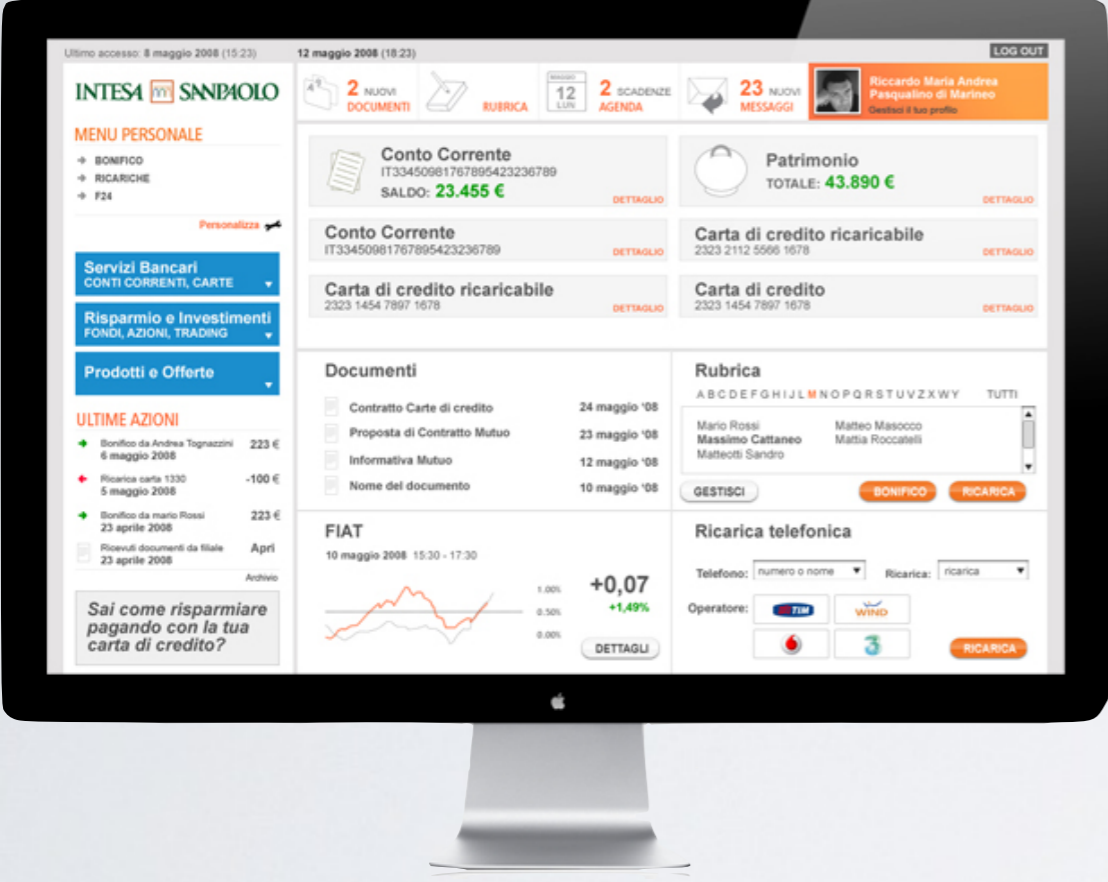 Ultimo accesso: 8 maggio 2008 (15:23)
12 maggio 2008 (18:23)
LOG OUT
INTESA SANPAOLO
2 NUOVI
DOCUMENTI
RUBRICA
MAGGIO
12
LUN
2 SCADENZE
AGENDA
23 NUOVI
MESSAGGI
Riccardo Maria Andrea
Pasqualino di Marineo
Gestisci il tuo profilo
MENU PERSONALE
BONIFICO
RICARICHE
F24
Personalizza
Servizi Bancari
CONTI CORRENTI, CARTE
Risparmio e Investimenti
FONDI, AZIONI, TRADING
Prodotti e Offerte
ULTIME AZIONI
Bonifico da Andrea Tognazzini 223 €
6 maggio 2008
Ricarica carta 1330 -100 €
5 maggio 2008
Bonifico da mario Rossi 223 €
23 aprile 2008
Ricevuti documenti da filiale Apri
23 aprile 2008
Archivio
Sai come risparmiare
pagando con la tua
carta di credito?
Conto Corrente
IT33450981767895423236789
SALDO: 23.455 €
DETTAGLIO
Patrimonio
TOTALE: 43.890 €
DETTAGLIO
Conto Corrente
IT33450981767895423236789
DETTAGLIO
Carta di credito ricaricabile
2323 2112 5566 1678
DETTAGLIO
Carta di credito ricaricabile
2323 1454 7897 1678
DETTAGLIO
Carta di credito
2323 1454 7897 1678
DETTAGLIO
Documenti
Contratto Carte di credito 24 maggio '08
Proposta di Contratto Mutuo 23 maggio '08
Informativa Mutuo 12 maggio '08
Nome del documento 10 maggio '08
Rubrica
A B C D E F G H I J L M N O P Q R S T U V Z X W Y TUTTI
Mario Rossi Matteo Masocco
Massimo Cattaneo Mattia Roccatelli
Matteotti Sandro
GESTISCI BONIFICO RICARICA
FIAT
10 maggio 2008 15:30 - 17:30
1.00%
0.50%
0.00%
+0,07
+1,49%
DETTAGLI
Ricarica telefonica
Telefono: numero o nome Ricarica: ricarica
Operatore: TIM WIND
3
RICARICA